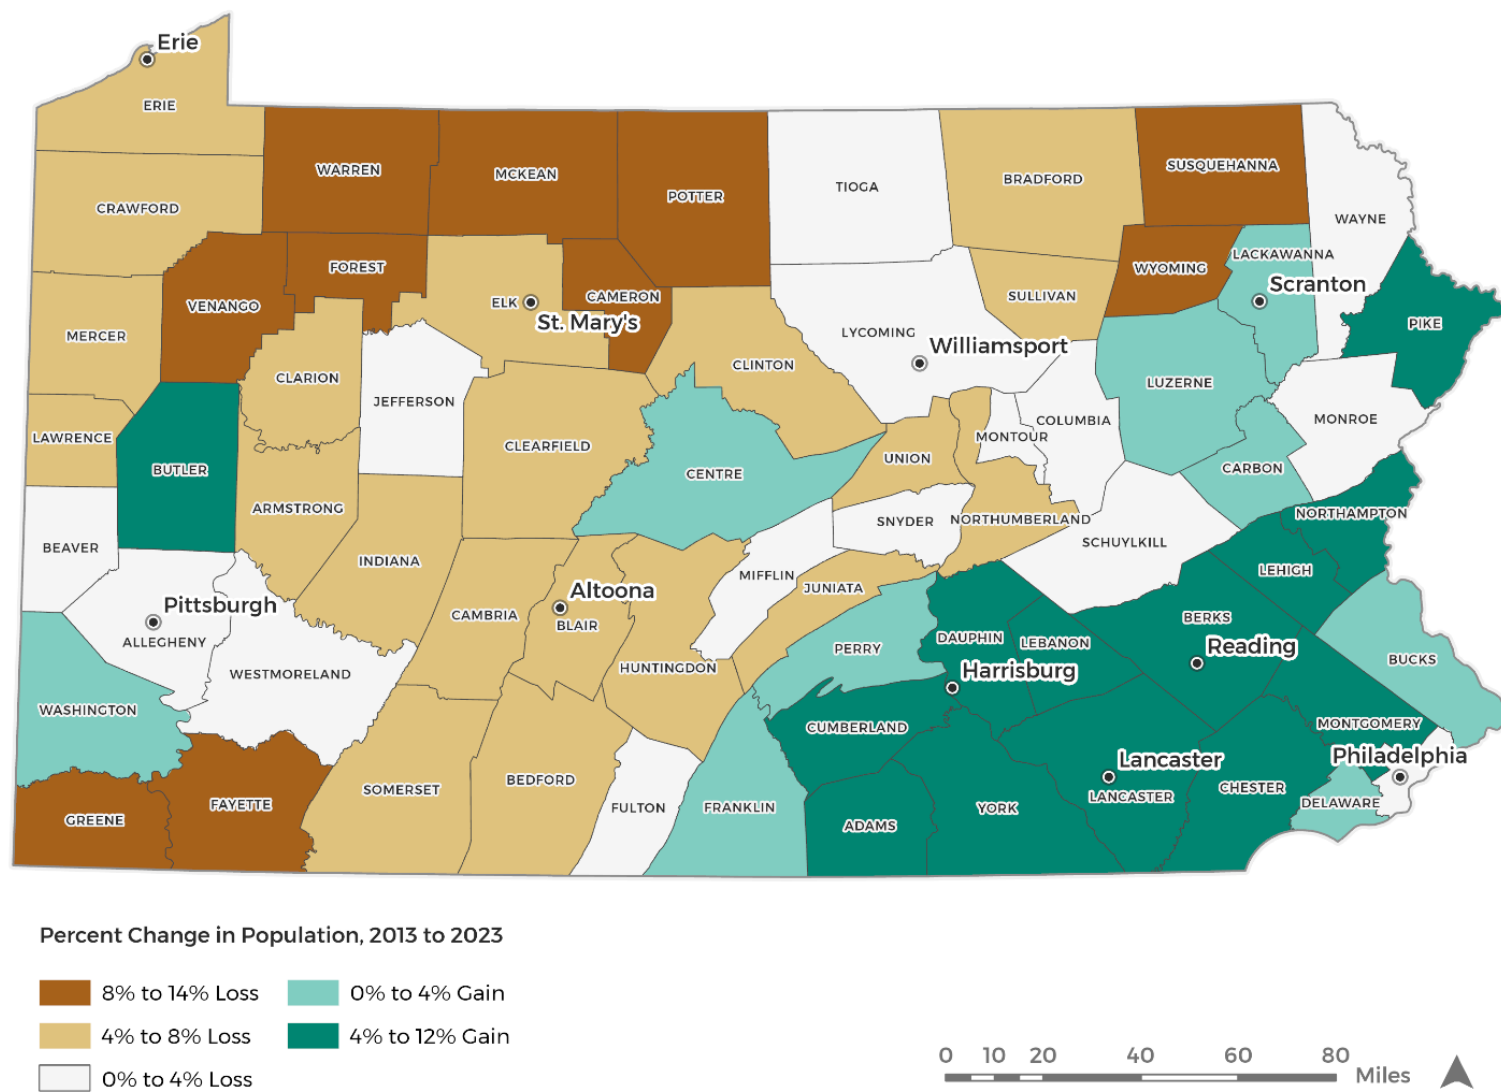 Erie
ERIE
WARREN
MCKEAN
POTTER
TIOGA
BRADFORD
SUSQUEHANNA
WAYNE
CRAWFORD
FOREST
VENANGO
ELK
St. Mary's
CAMERON
SULLIVAN
WYOMING
LACKAWANNA
Scranton
PIKE
MERCER
CLARION
JEFFERSON
CLINTON
LYCOMING
Williamsport
LUZERNE
COLUMBIA
MONTOUR
MONROE
LAWRENCE
BUTLER
ARMSTRONG
CLEARFIELD
CENTRE
UNION
CARBON
BEAVER
INDIANA
SNYDER
NORTHUMBERLAND
SCHUYLKILL
NORTHAMPTON
LEHIGH
Pittsburgh
ALLEGHENY
WESTMORELAND
CAMBRIA
Altoona
BLAIR
HUNTINGDON
MIFFLIN
JUNIATA
PERRY
DAUPHIN
LEBANON
BERKS
Reading
BUCKS
WASHINGTON
Harrisburg
CUMBERLAND
MONTGOMERY
Philadelphia
GREENE
FAYETTE
SOMERSET
BEDFORD
FULTON
FRANKLIN
ADAMS
YORK
Lancaster
LANCASTER
CHESTER
DELAWARE
Percent Change in Population, 2013 to 2023
8% to 14% Loss
4% to 8% Loss
0% to 4% Loss
0% to 4% Gain
4% to 12% Gain
0 10 20 40 60 80 Miles